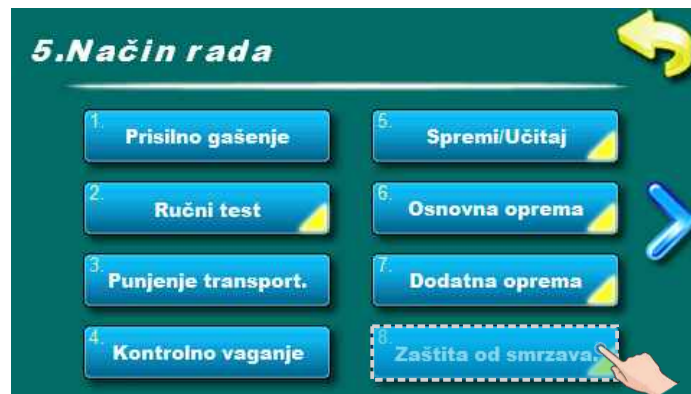 5.Način rada
1. Prisilno gašenje
2. Ručni test
3. Punjenje transport.
4. Kontrolno vaganje
5. Spremi/Učitaj
6. Osnovna oprema
7. Dodatna oprema
8. Zaštita od smrzava.